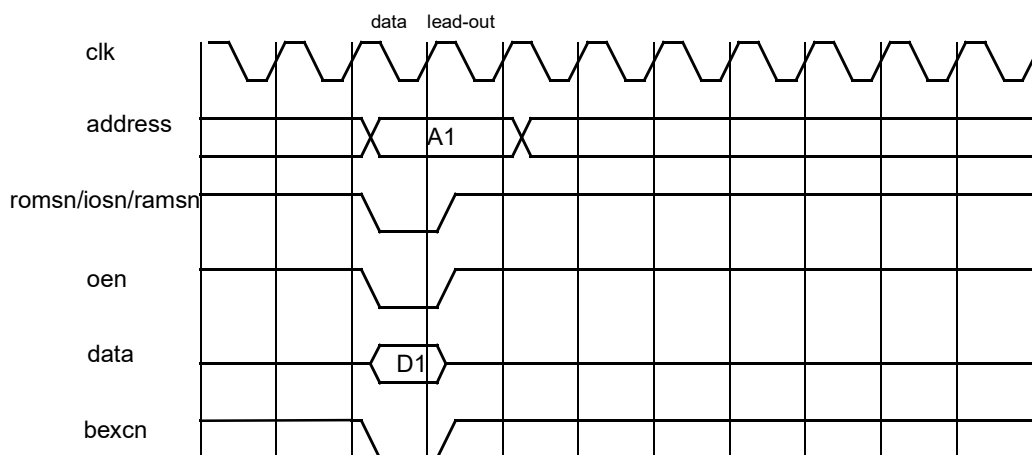 data lead-out
clk
address
A1
romsn/iosn/ramsn
oen
data
D1
bexcn